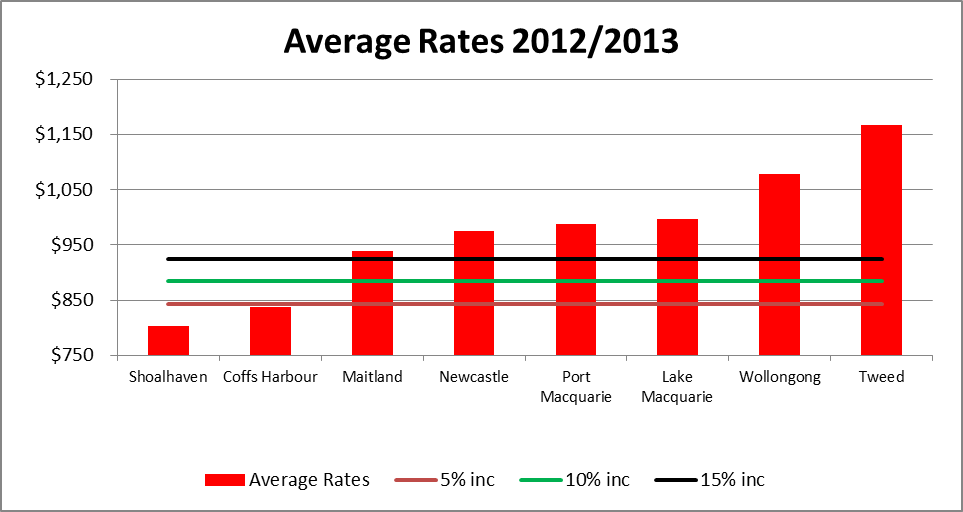 Average Rates 2012/2013
$1,250
$1,150
$1,050
$950
$850
$750
Shoalhaven Coffs Harbour Maitland Newcastle Port Macquarie Lake Macquarie Wollongong Tweed
Average Rates 5% inc 10% inc 15% inc